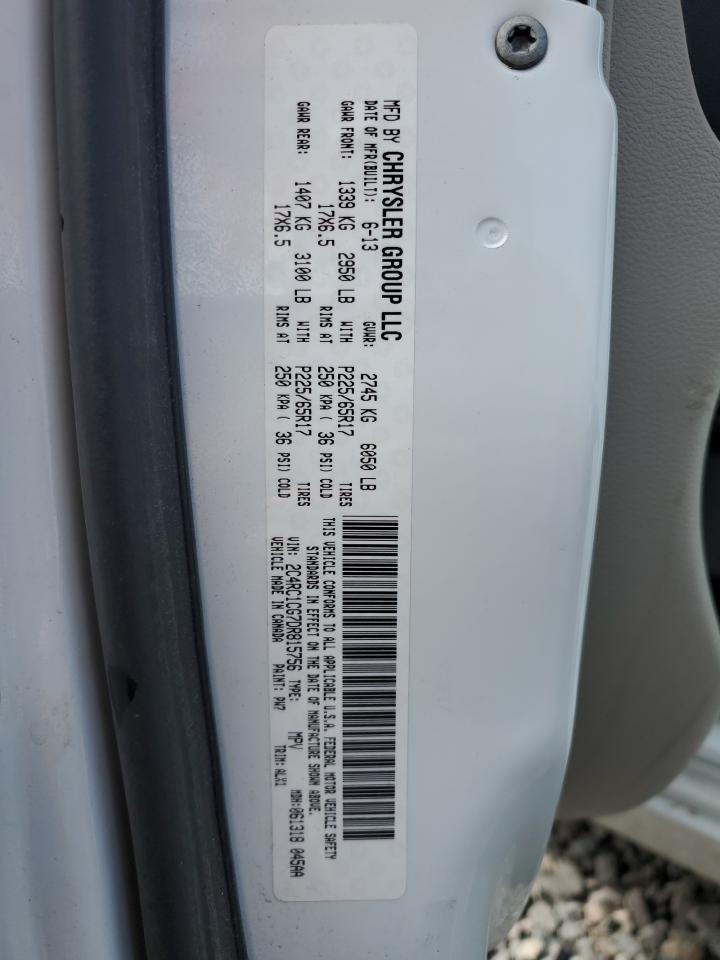 MFD BY CHRYSLER GROUP LLC
DATE OF MFR(BUILT): 6-13 GVWR: 2745 KG 6050 LB
GAWR FRONT: 1339 KG 2950 LB WITH P225/65R17 TIRES
17X6.5 RIMS AT 250 KPA ( 36 PSI) COLD
GAWR REAR: 1407 KG 3100 LB WITH P225/65R17 TIRES
17X6.5 RIMS AT 250 KPA ( 36 PSI) COLD
THIS VEHICLE CONFORMS TO ALL APPLICABLE U.S.A. FEDERAL MOTOR VEHICLE SAFETY
STANDARDS IN EFFECT ON THE DATE OF MANUFACTURE SHOWN ABOVE.
VIN: 2C4RC1CG7DR815756 TYPE: MPV MDH:061318 045AA
VEHICLE MADE IN CANADA PAINT: PW7 TRIM:ALX1